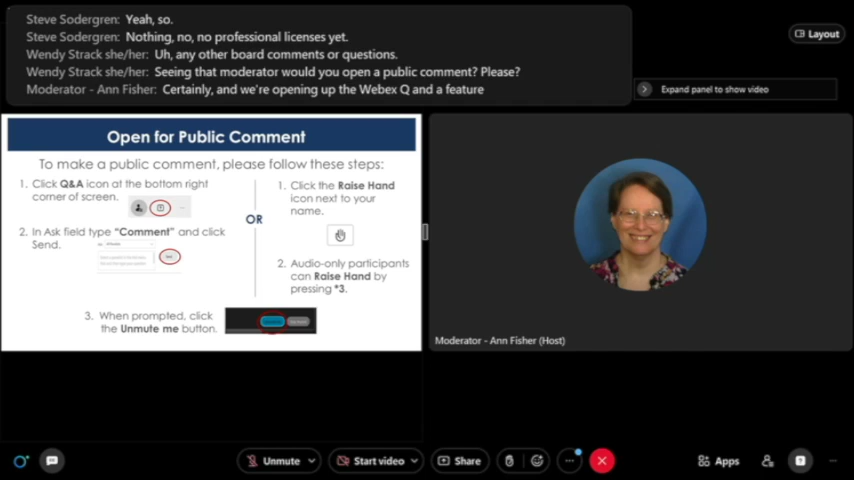 Steve Sodergren: Yeah, so.
Steve Sodergren: Nothing, no, no professional licenses yet.
Wendy Strack she/her: Uh, any other board comments or questions.
Wendy Strack she/her: Seeing that moderator would you open a public comment? Please?
Moderator - Ann Fisher: Certainly, and we're opening up the Webex Q and a feature
Layout
Expand panel to show video
Open for Public Comment
To make a public comment, please follow these steps:
1. Click Q&A icon at the bottom right
corner of screen.
2. In Ask field type “Comment” and click
Send.
OR
1. Click the Raise Hand
icon next to your
name.
2. Audio-only participants
can Raise Hand by
pressing *3.
3. When prompted, click
the Unmute me button.
Moderator - Ann Fisher (Host)
Unmute
Start video
Share
Apps